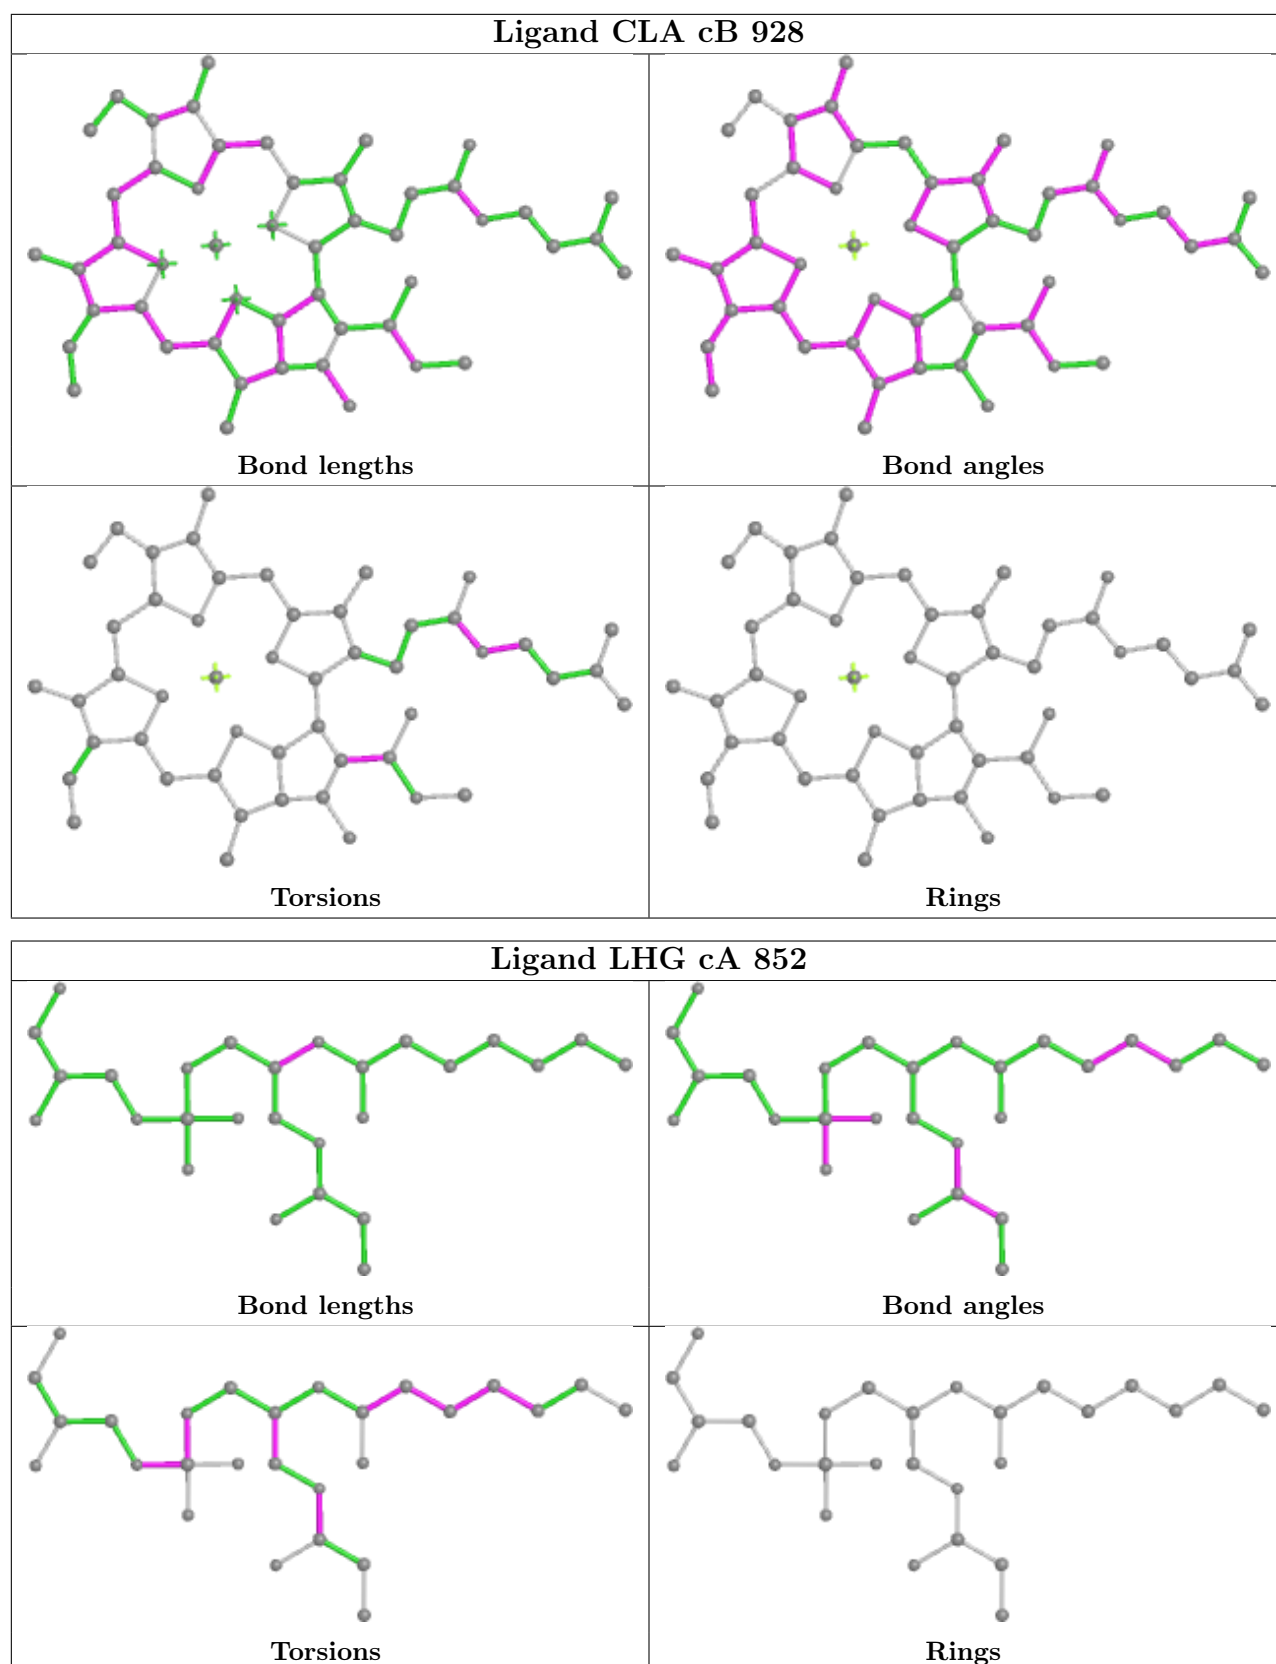 Ligand CLA cB 928
Bond lengths
Bond angles
Torsions
Rings
Ligand LHG cA 852
Bond lengths
Bond angles
Torsions
Rings